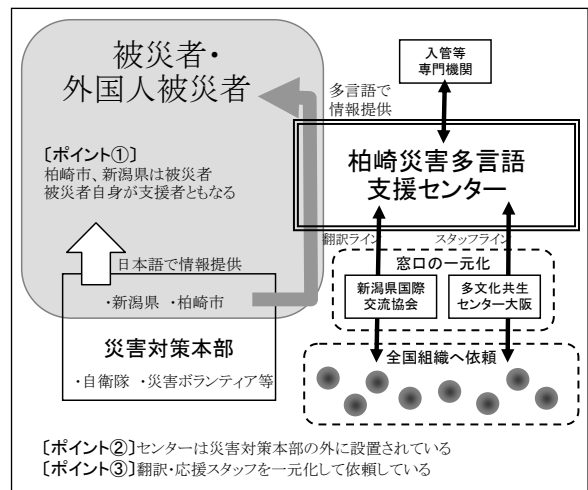 被災者・
外国人被災者
入管等
専門機関
多言語で
情報提供
柏崎災害多言語
支援センター
〔ポイント①〕
柏崎市、新潟県は被災者
被災者自身が支援者ともなる
翻訳ライン
スタッフライン
日本語で情報提供
窓口の一元化
・新潟県 ・柏崎市
新潟県国際
交流協会
多文化共生
センター大阪
災害対策本部
・自衛隊 ・災害ボランティア等
全国組織へ依頼
〔ポイント②〕センターは災害対策本部の外に設置されている
〔ポイント③〕翻訳・応援スタッフを一元化して依頼している